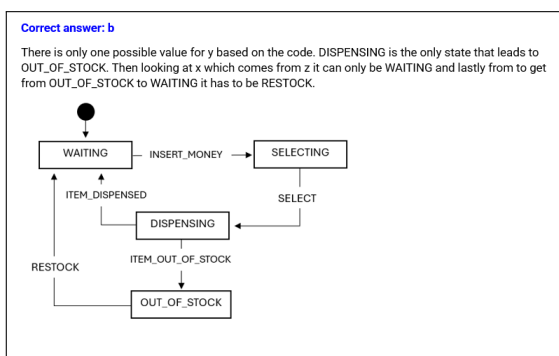 Correct answer: b
There is only one possible value for y based on the code. DISPENSING is the only state that leads to
OUT_OF_STOCK. Then looking at x which comes from z it can only be WAITING and lastly from to get
from OUT_OF_STOCK to WAITING it has to be RESTOCK.
WAITING
INSERT_MONEY
SELECTING
ITEM_DISPENSED
SELECT
DISPENSING
ITEM_OUT_OF_STOCK
RESTOCK
OUT_OF_STOCK